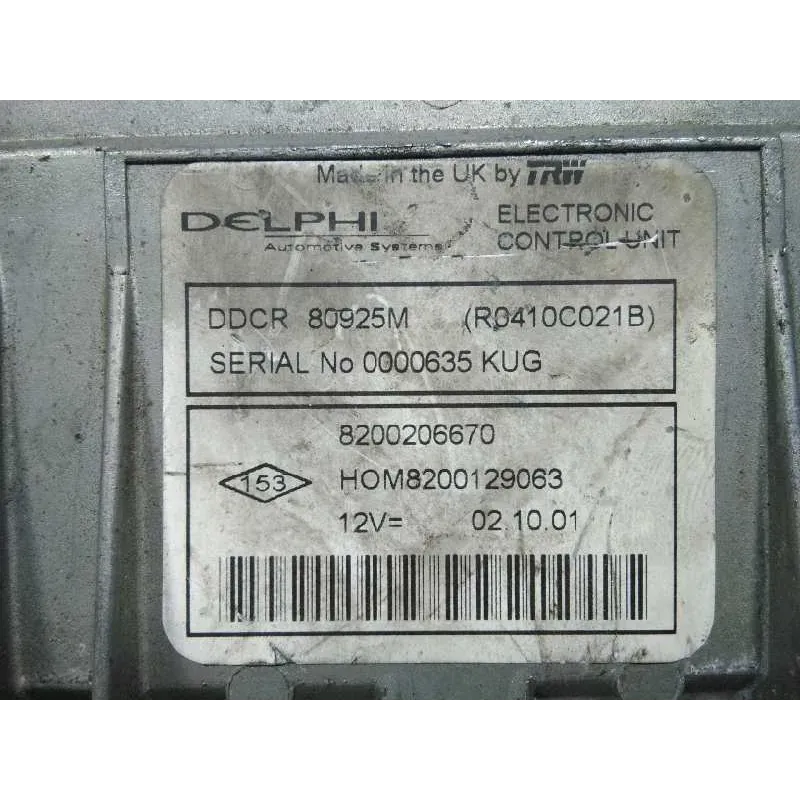 Made in the UK by TRW
DELPHI
Automotive Systems
ELECTRONIC
CONTROL UNIT
DDCR 80925M (R0410C021B)
SERIAL No 0000635 KUG
8200206670
153 HOM8200129063
12V= 02.10.01